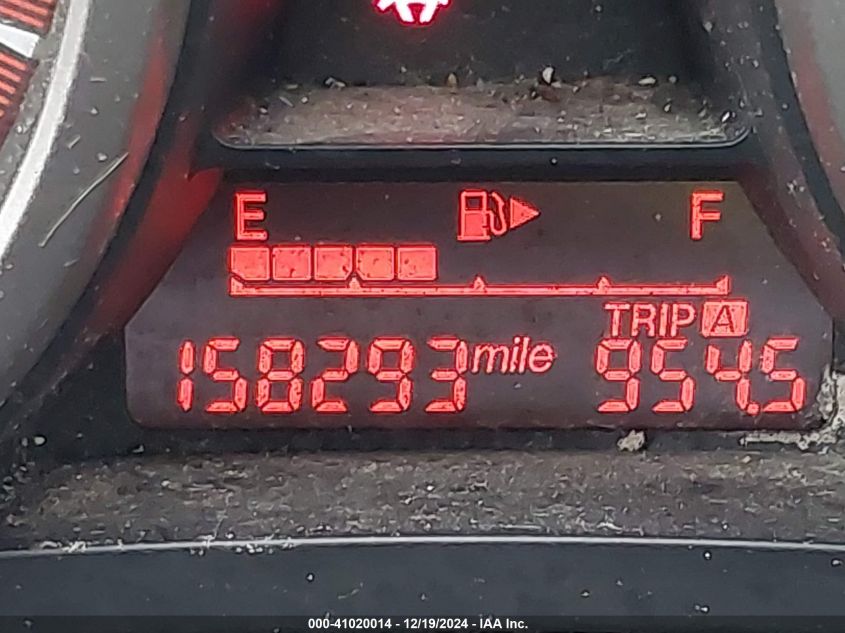 E F
TRIP A
158293 mile 954.5
000-41020014 - 12/19/2024 - IAA Inc.